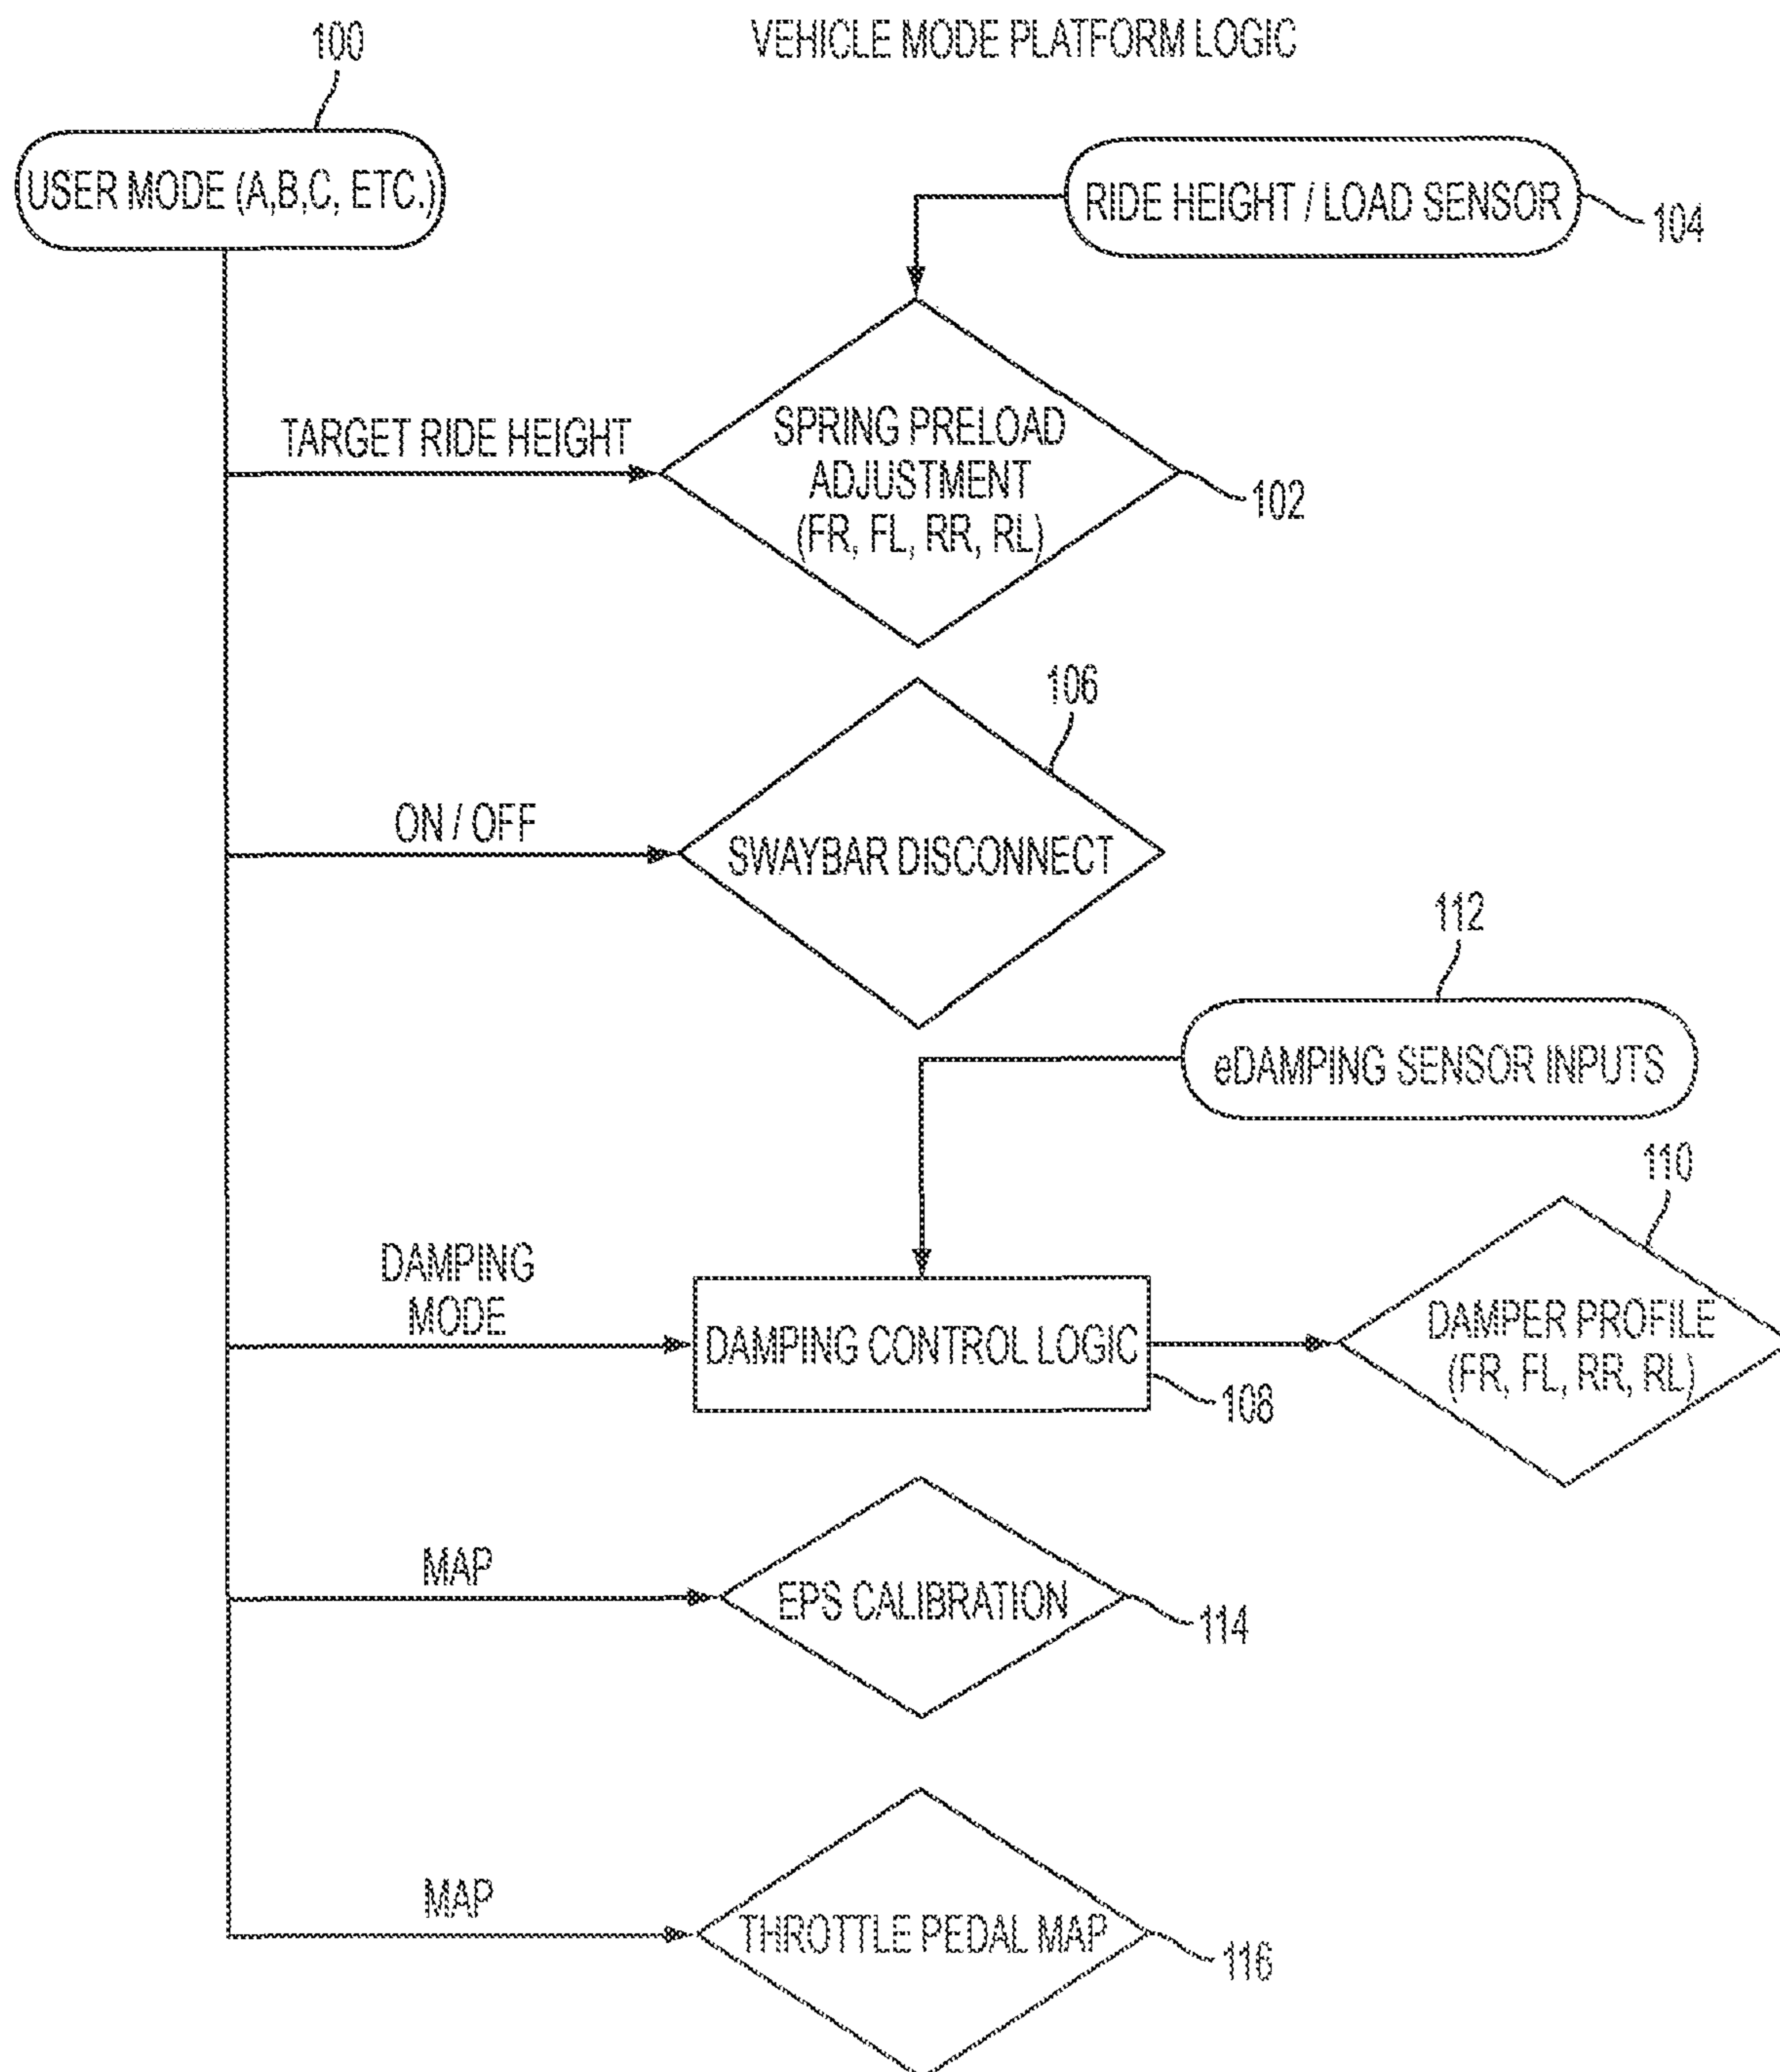 VEHICLE MODE PLATFORM LOGIC
100
USER MODE (A,B,C, ETC.)
RIDE HEIGHT / LOAD SENSOR
104
TARGET RIDE HEIGHT
SPRING PRELOAD
ADJUSTMENT
(FR, FL, RR, RL)
102
106
ON / OFF
SWAYBAR DISCONNECT
112
eDAMPING SENSOR INPUTS
110
DAMPING
MODE
DAMPING CONTROL LOGIC
108
DAMPER PROFILE
(FR, FL, RR, RL)
MAP
EPS CALIBRATION
114
MAP
THROTTLE PEDAL MAP
116